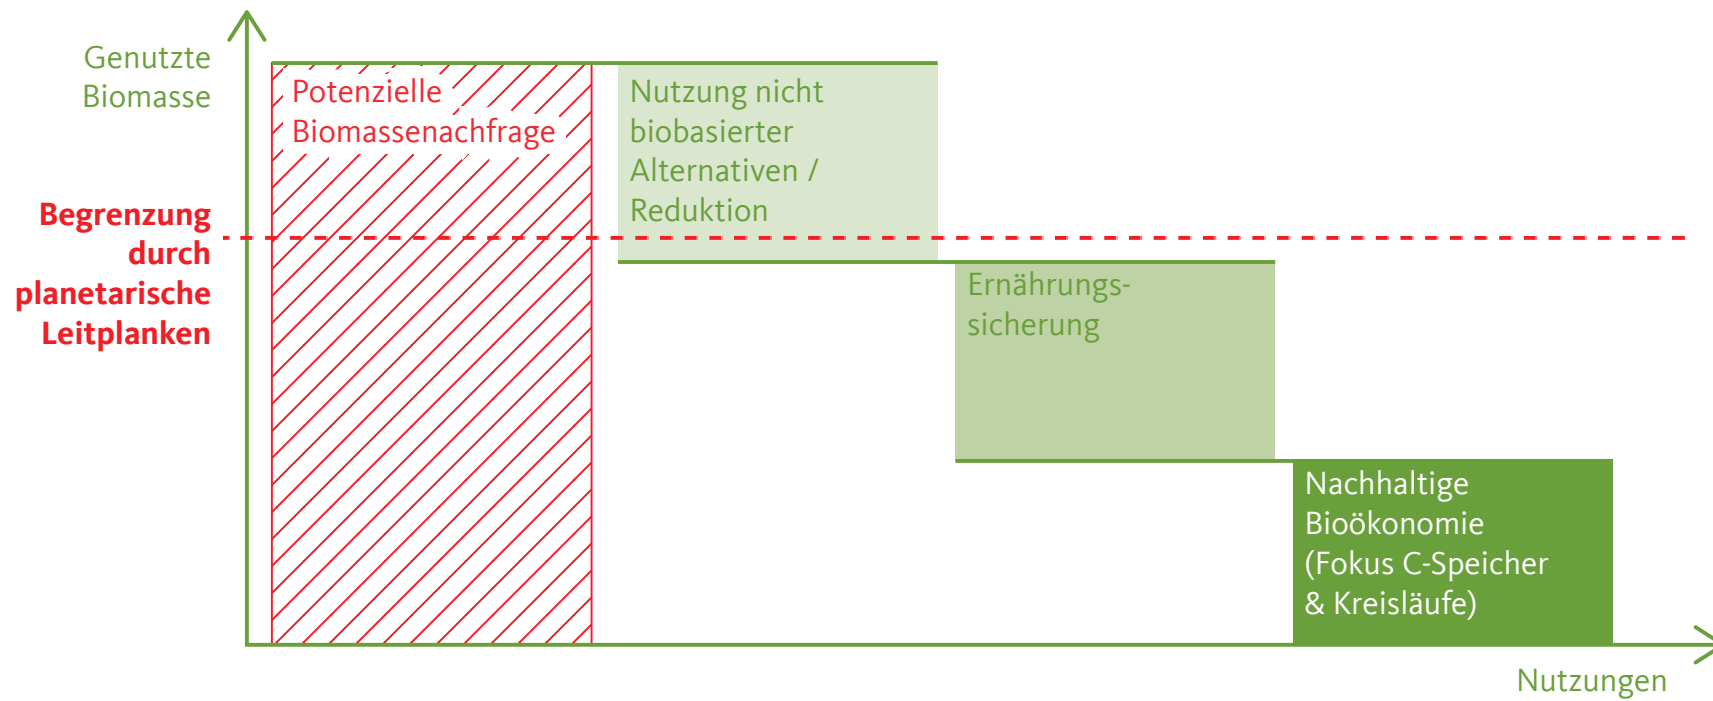 Genutzte
Biomasse
Begrenzung
durch
planetarische
Leitplanken
Potenzielle
Biomassenachfrage
Nutzung nicht
biobasierter
Alternativen /
Reduktion
Ernährungs-
sicherung
Nachhaltige
Bioökonomie
(Fokus C-Speicher
& Kreisläufe)
Nutzungen